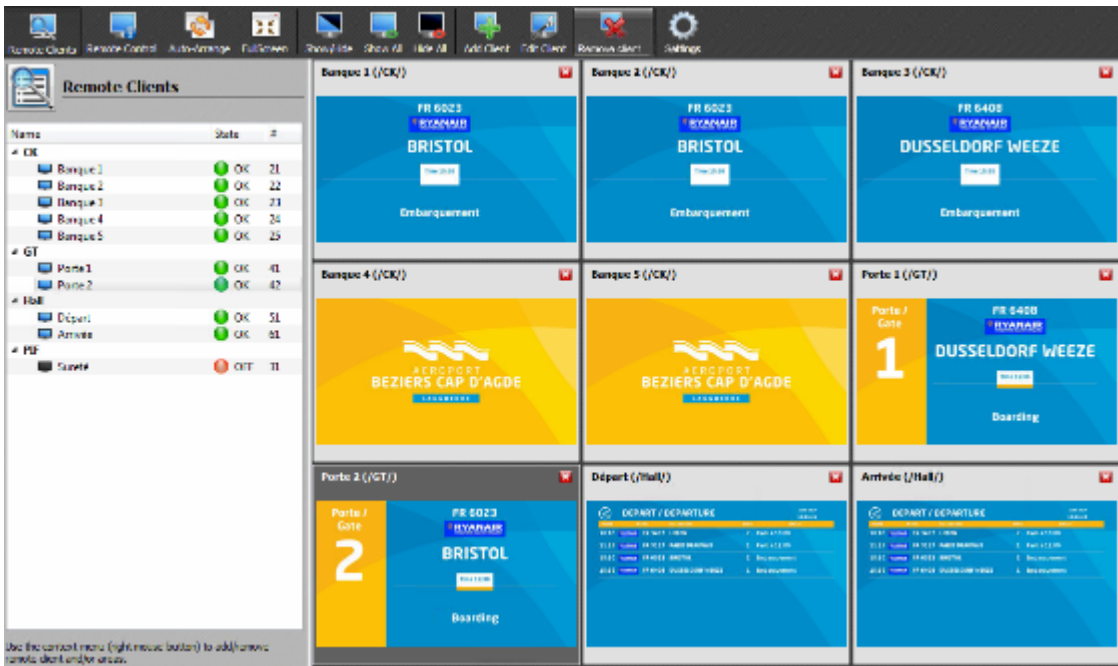 Remote Clients Remote Control Auto-Arrange FullScreen Show/Hide Show All Hide All Add Client Edit Client Remove client Settings
Remote Clients
Name State #
CK
Banque 1 OK 21
Banque 2 OK 22
Banque 3 OK 23
Banque 4 OK 24
Banque 5 OK 25
GT
Porte 1 OK 41
Porte 2 OK 42
Hall
Départ OK 51
Arrivée OK 61
PIF
Sureté OFF 31
Use the context menu (right mouse button) to add/remove
remote client and/or areas.
Banque 1 (/CK/)
FR 6023
RYANAIR
BRISTOL
Embarquement
Banque 2 (/CK/)
FR 6023
RYANAIR
BRISTOL
Embarquement
Banque 3 (/CK/)
FR 6408
RYANAIR
DUSSELDORF WEEZE
Embarquement
Banque 4 (/CK/)
AEROPORT
BEZIERS CAP D'AGDE
LANGUEDOC
Banque 5 (/CK/)
AEROPORT
BEZIERS CAP D'AGDE
LANGUEDOC
Porte 1 (/GT/)
Porte /
Gate
1
FR 6408
RYANAIR
DUSSELDORF WEEZE
Boarding
Porte 2 (/GT/)
Porte /
Gate
2
FR 6023
RYANAIR
BRISTOL
Boarding
Départ (/Hall/)
DEPART / DEPARTURE
Arrivée (/Hall/)
DEPART / DEPARTURE